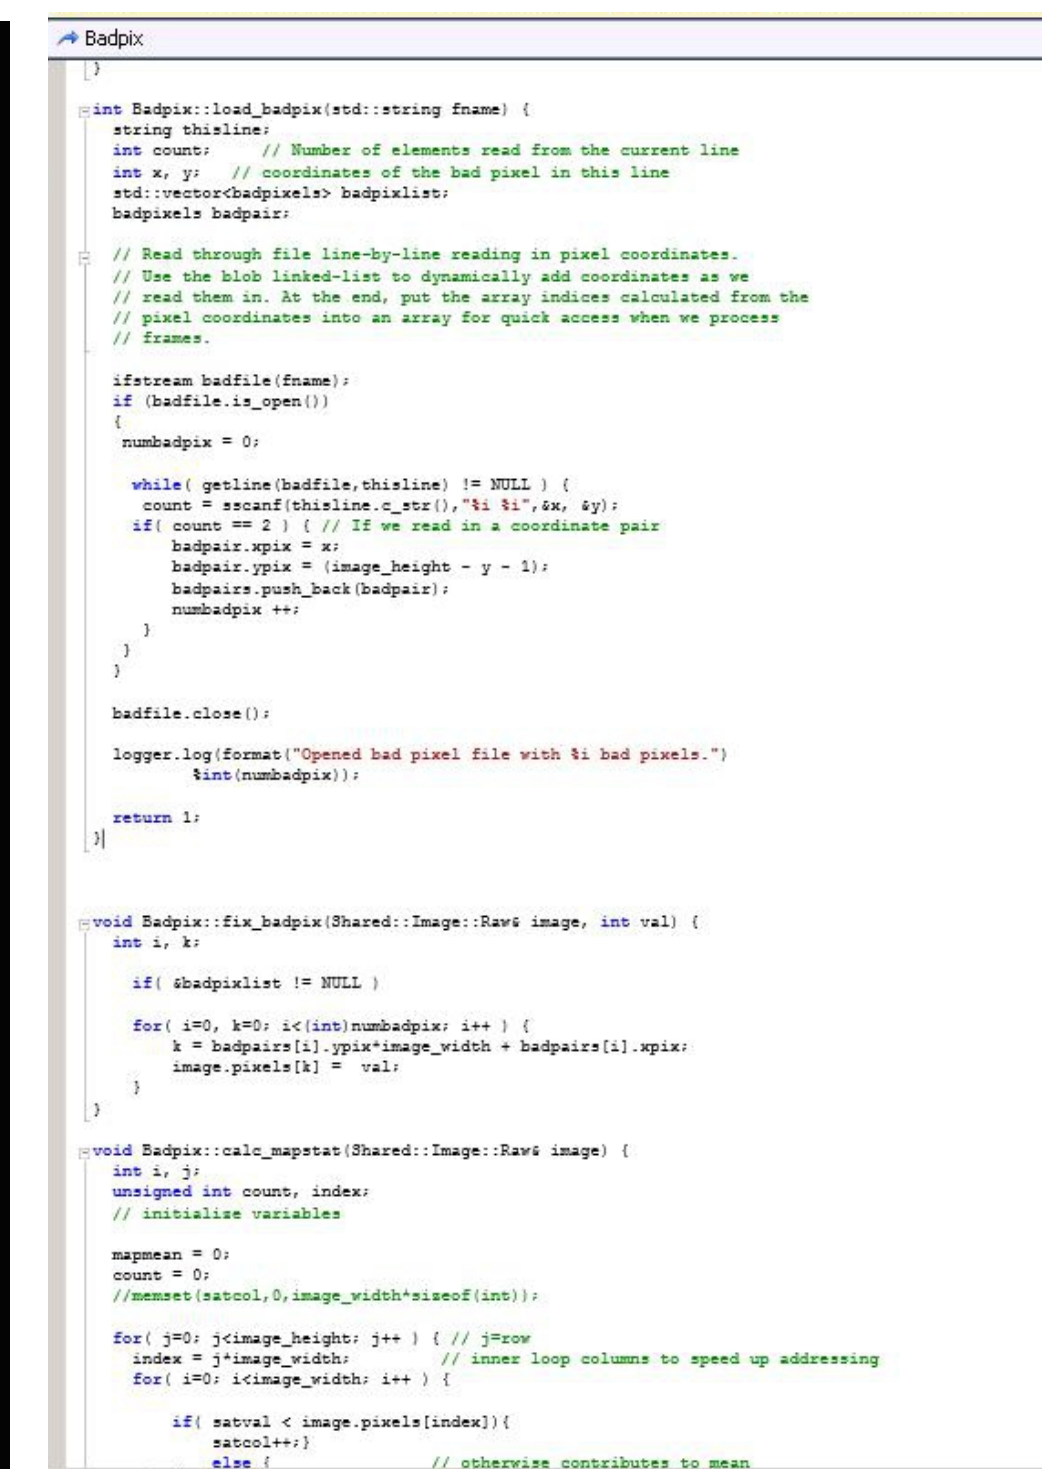 Badpix
}
int Badpix::load_badpix(std::string fname) {
string thisline;
int count; // Number of elements read from the current line
int x, y; // coordinates of the bad pixel in this line
std::vector<badpixels> badpixlist;
badpixels badpair;
// Read through file line-by-line reading in pixel coordinates.
// Use the blob linked-list to dynamically add coordinates as we
// read them in. At the end, put the array indices calculated from the
// pixel coordinates into an array for quick access when we process
// frames.
ifstream badfile(fname);
if (badfile.is_open())
{
numbadpix = 0;
while( getline(badfile,thisline) != NULL ) {
count = sscanf(thisline.c_str(),"%i %i",&x, &y);
if( count == 2 ) { // If we read in a coordinate pair
badpair.xpix = x;
badpair.ypix = (image_height - y - 1);
badpairs.push_back(badpair);
numbadpix ++;
}
}
}
badfile.close();
logger.log(format("Opened bad pixel file with %i bad pixels.")
%int(numbadpix));
return 1;
}
void Badpix::fix_badpix(Shared::Image::Raw& image, int val) {
int i, k;
if( &badpixlist != NULL )
for( i=0, k=0; i<(int)numbadpix; i++ ) {
k = badpairs[i].ypix*image_width + badpairs[i].xpix;
image.pixels[k] = val;
}
}
void Badpix::calc_mapstat(Shared::Image::Raw& image) {
int i, j;
unsigned int count, index;
// initialize variables
mapmean = 0;
count = 0;
//memset(satcol,0,image_width*sizeof(int));
for( j=0; j<image_height; j++ ) { // j=row
index = j*image_width; // inner loop columns to speed up addressing
for( i=0; i<image_width; i++ ) {
if( satval < image.pixels[index]){
satcol++;}
else { // otherwise contributes to mean